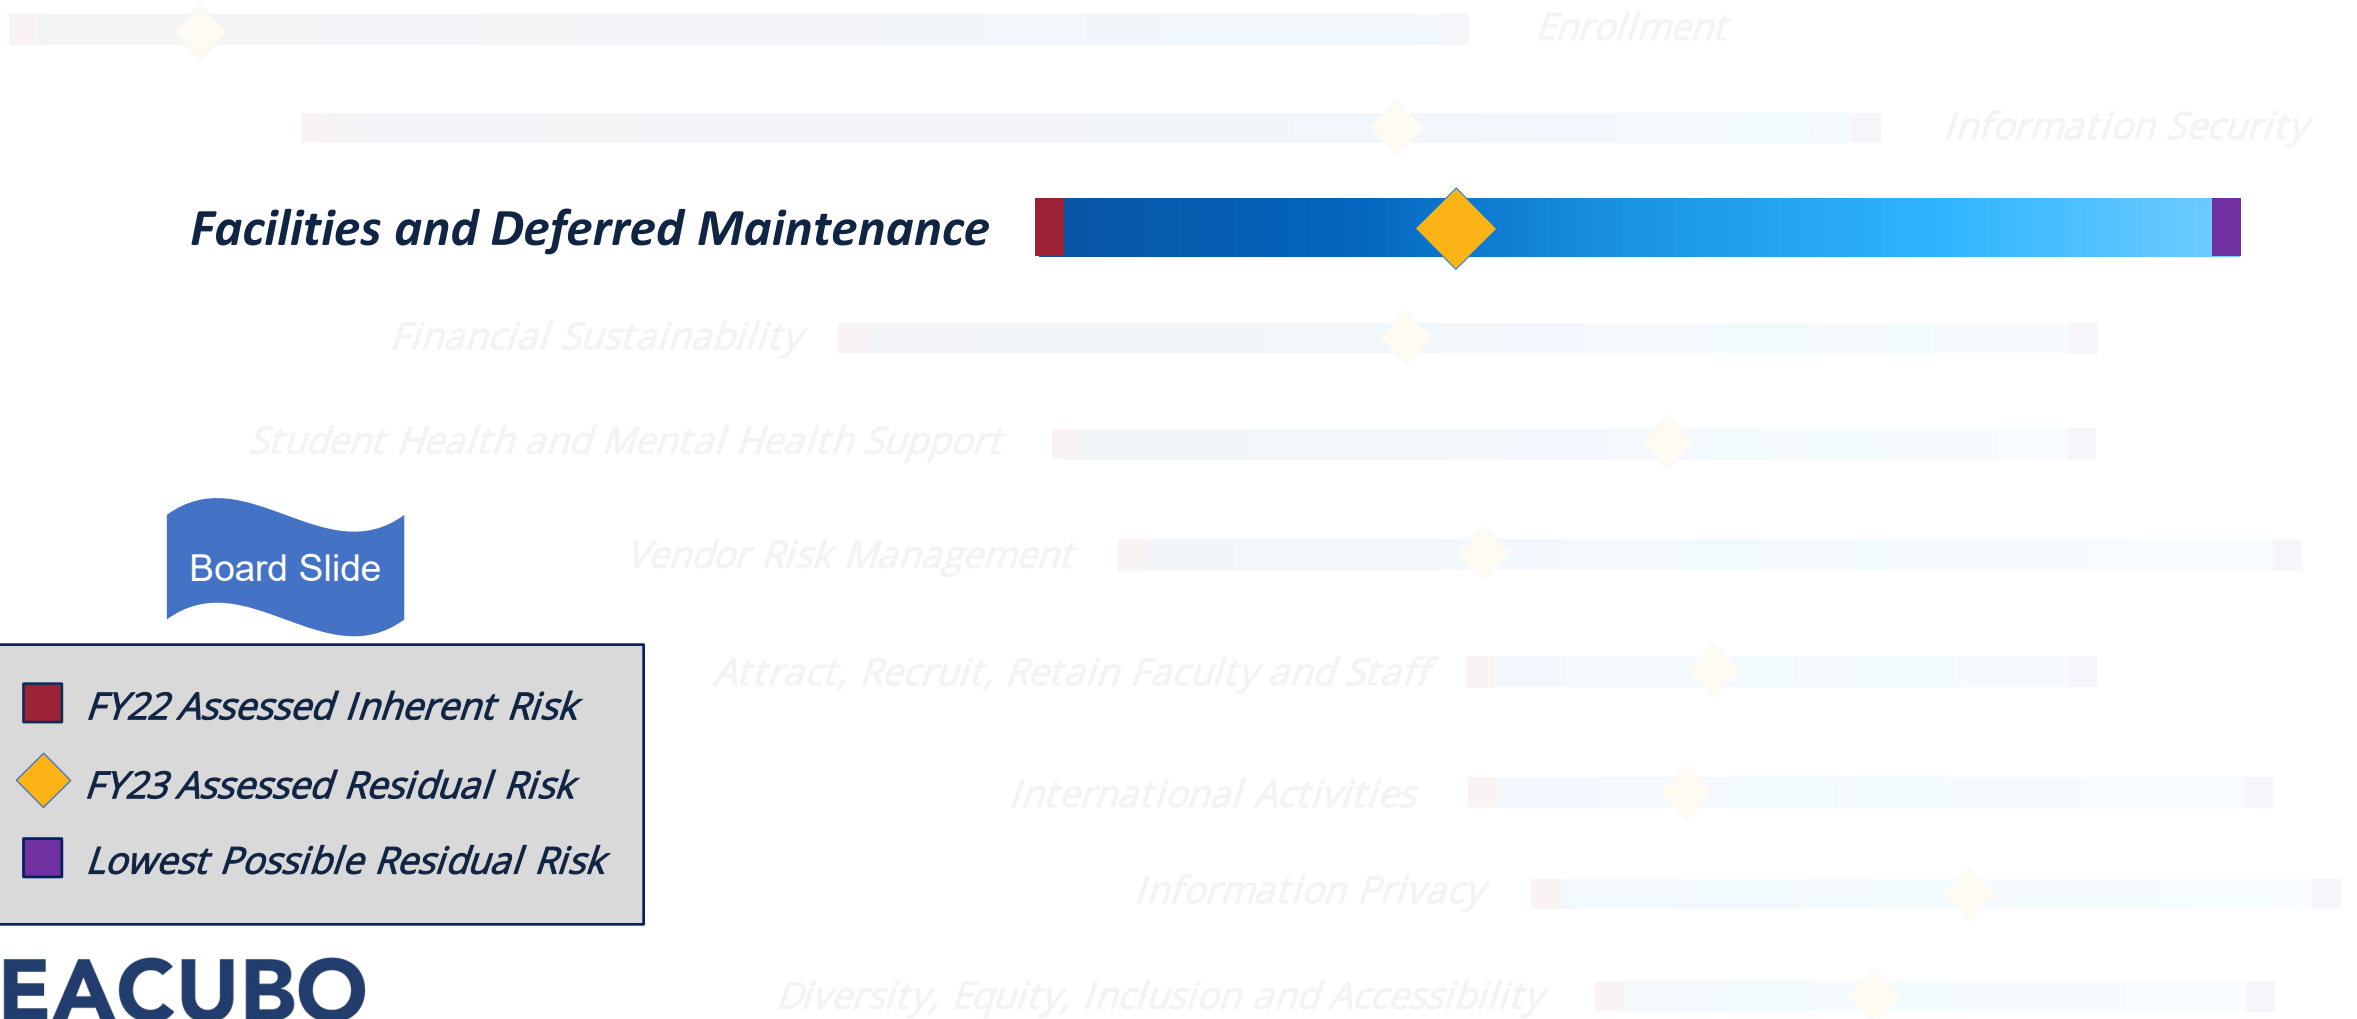 Enrollment
Information Security
Facilities and Deferred Maintenance
Financial Sustainability
Student Health and Mental Health Support
Board Slide
Vendor Risk Management
Attract, Recruit, Retain Faculty and Staff
FY22 Assessed Inherent Risk
FY23 Assessed Residual Risk
International Activities
Lowest Possible Residual Risk
Information Privacy
EACUBO
Diversity, Equity, Inclusion and Accessibility